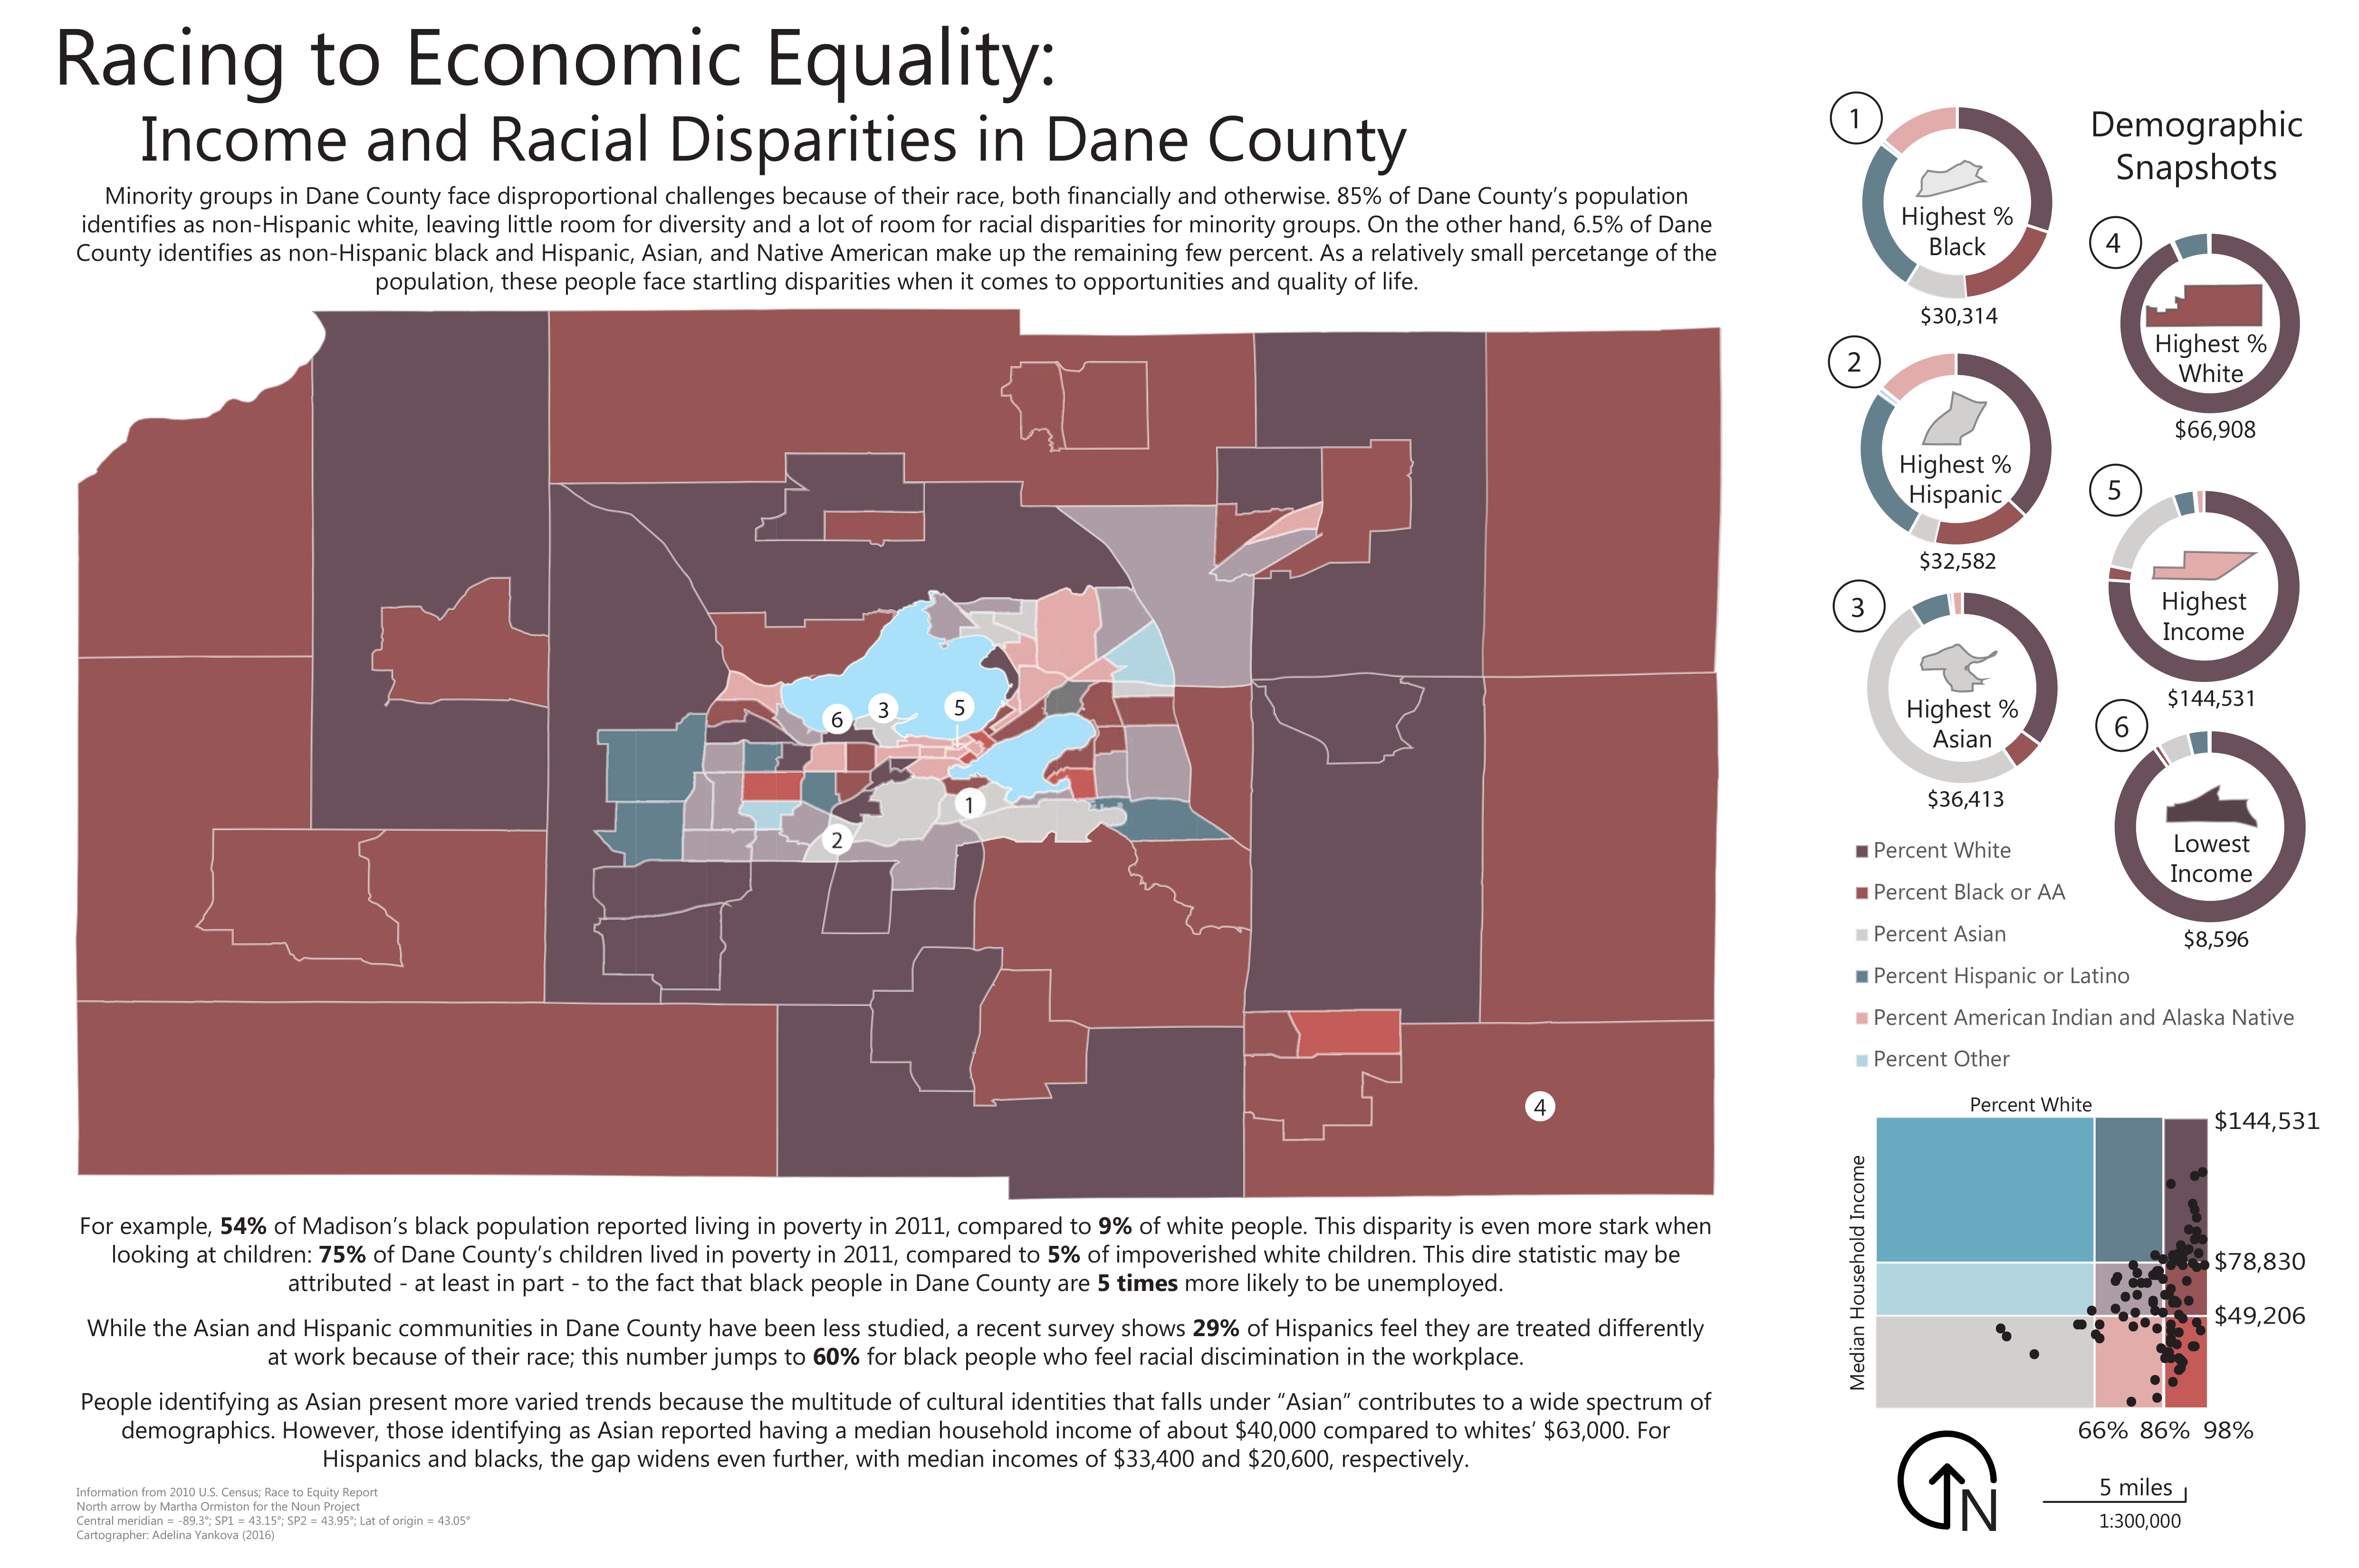 Racing to Economic Equality:
Income and Racial Disparities in Dane County
Minority groups in Dane County face disproportional challenges because of their race, both financially and otherwise. 85% of Dane County's population
identifies as non-Hispanic white, leaving little room for diversity and a lot of room for racial disparities for minority groups. On the other hand, 6.5% of Dane
County identifies as non-Hispanic black and Hispanic, Asian, and Native American make up the remaining few percent. As a relatively small percetange of the
population, these people face startling disparities when it comes to opportunities and quality of life.
6
3
5
1
2
4
For example, 54% of Madison's black population reported living in poverty in 2011, compared to 9% of white people. This disparity is even more stark when
looking at children: 75% of Dane County's children lived in poverty in 2011, compared to 5% of impoverished white children. This dire statistic may be
attributed - at least in part - to the fact that black people in Dane County are 5 times more likely to be unemployed.
While the Asian and Hispanic communities in Dane County have been less studied, a recent survey shows 29% of Hispanics feel they are treated differently
at work because of their race; this number jumps to 60% for black people who feel racial discimination in the workplace.
People identifying as Asian present more varied trends because the multitude of cultural identities that falls under "Asian" contributes to a wide spectrum of
demographics. However, those identifying as Asian reported having a median household income of about $40,000 compared to whites' $63,000. For
Hispanics and blacks, the gap widens even further, with median incomes of $33,400 and $20,600, respectively.
Information from 2010 U.S. Census; Race to Equity Report
North arrow by Martha Ormiston for the Noun Project
Central meridian = -89.3°; SP1 = 43.15°; SP2 = 43.95°; Lat of origin = 43.05°
Cartographer: Adelina Yankova (2016)
Demographic
Snapshots
1
Highest %
Black
$30,314
2
Highest %
Hispanic
$32,582
3
Highest %
Asian
$36,413
4
Highest %
White
$66,908
5
Highest
Income
$144,531
6
Lowest
Income
$8,596
Percent White
Percent Black or AA
Percent Asian
Percent Hispanic or Latino
Percent American Indian and Alaska Native
Percent Other
Percent White
Median Household Income
$144,531
$78,830
$49,206
66% 86% 98%
N
5 miles
1:300,000